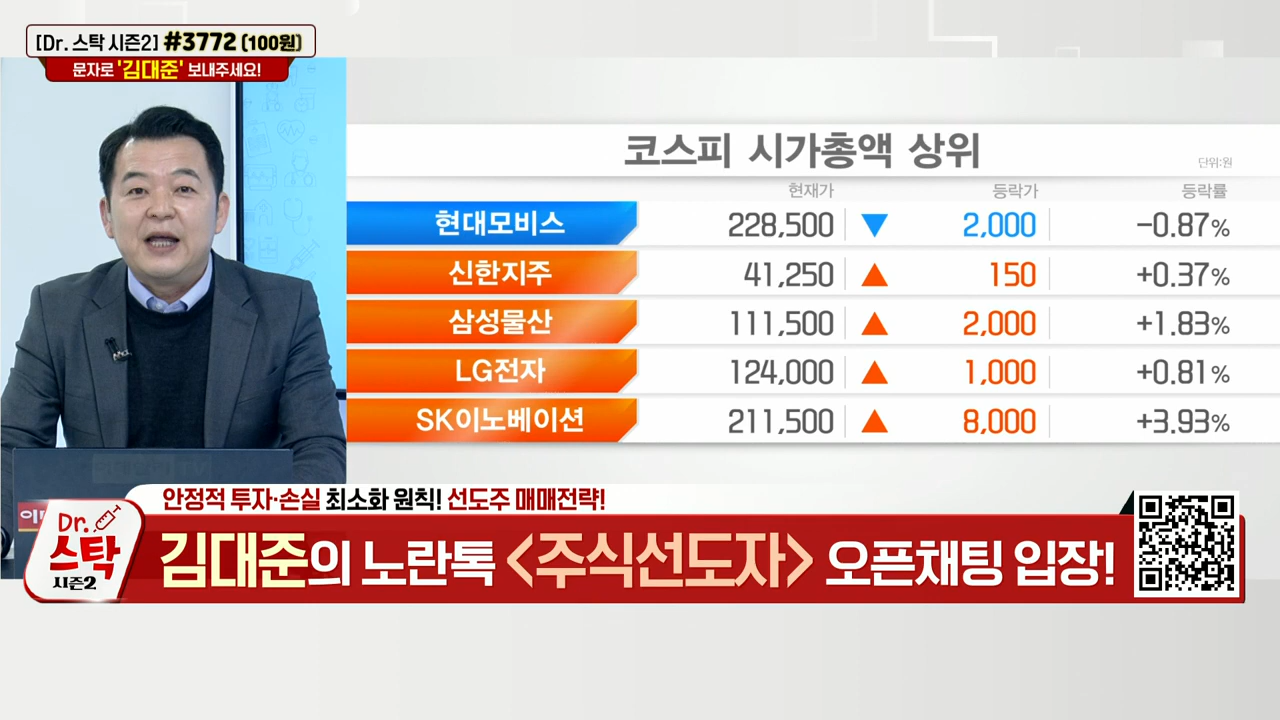 [Dr. 스탁 시즌2] #3772 (100원)
문자로 '김대준' 보내주세요!
코스피 시가총액 상위
단위:원
현재가 등락가 등락률
현대모비스 228,500 ▼ 2,000 -0.87%
신한지주 41,250 ▲ 150 +0.37%
삼성물산 111,500 ▲ 2,000 +1.83%
LG전자 124,000 ▲ 1,000 +0.81%
SK이노베이션 211,500 ▲ 8,000 +3.93%
안정적 투자·손실 최소화 원칙! 선도주 매매전략!
Dr.
스탁
시즌2
김대준의 노란톡 <주식선도자> 오픈채팅 입장!